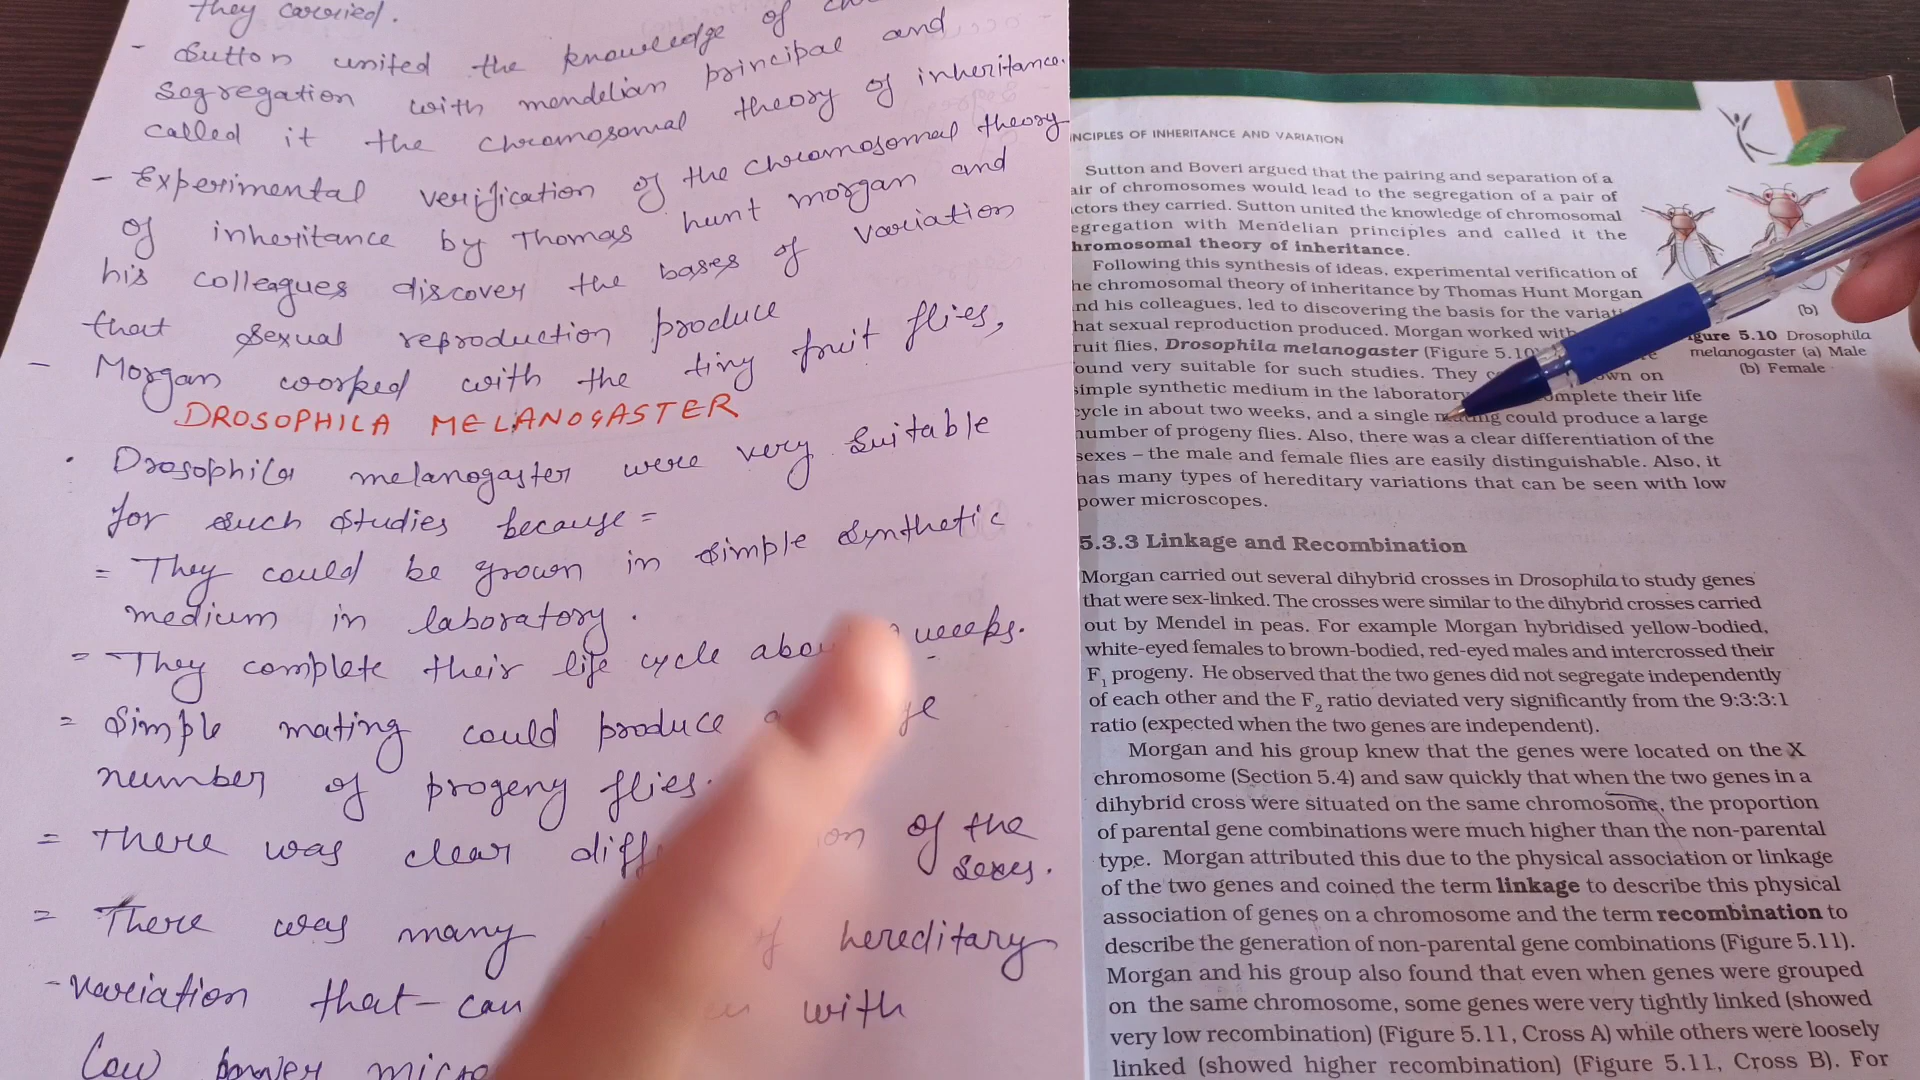 they carried.
- Sutton united the knowledge of
segregation with mendelian principal and
called it the chromosomal theory of inheritance.
- Experimental verification of the chromosomal theory
of inheritance by Thomas hunt morgan and
his colleagues discover the bases of variation
that sexual reproduction produce
- Morgan worked with the tiny fruit flies,
DROSOPHILA MELANOGASTER
. Drosophila melanogaster were very suitable
for such studies because =
= They could be grown in simple synthetic
medium in laboratory.
= They complete their life cycle about 2 weeks.
= Simple mating could produce
number of progeny flies.
= There was clear of the
sexes.
= There was many of hereditary
- variation that can with
low power
NCIPLES OF INHERITANCE AND VARIATION
Sutton and Boveri argued that the pairing and separation of a
air of chromosomes would lead to the segregation of a pair of
ctors they carried. Sutton united the knowledge of chromosomal
egregation with Mendelian principles and called it the
hromosomal theory of inheritance.
Following this synthesis of ideas, experimental verification of
he chromosomal theory of inheritance by Thomas Hunt Morgan
nd his colleagues, led to discovering the basis for the variati
hat sexual reproduction produced. Morgan worked with
ruit flies, Drosophila melanogaster (Figure 5.10)
ound very suitable for such studies. They own on
simple synthetic medium in the laboratory omplete their life
cycle in about two weeks, and a single mating could produce a large
number of progeny flies. Also, there was a clear differentiation of the
sexes – the male and female flies are easily distinguishable. Also, it
has many types of hereditary variations that can be seen with low
power microscopes.
(b)
gure 5.10 Drosophila
melanogaster (a) Male
(b) Female
5.3.3 Linkage and Recombination
Morgan carried out several dihybrid crosses in Drosophila to study genes
that were sex-linked. The crosses were similar to the dihybrid crosses carried
out by Mendel in peas. For example Morgan hybridised yellow-bodied,
white-eyed females to brown-bodied, red-eyed males and intercrossed their
F1 progeny. He observed that the two genes did not segregate independently
of each other and the F2 ratio deviated very significantly from the 9:3:3:1
ratio (expected when the two genes are independent).
Morgan and his group knew that the genes were located on the X
chromosome (Section 5.4) and saw quickly that when the two genes in a
dihybrid cross were situated on the same chromosome, the proportion
of parental gene combinations were much higher than the non-parental
type. Morgan attributed this due to the physical association or linkage
of the two genes and coined the term linkage to describe this physical
association of genes on a chromosome and the term recombination to
describe the generation of non-parental gene combinations (Figure 5.11).
Morgan and his group also found that even when genes were grouped
on the same chromosome, some genes were very tightly linked (showed
very low recombination) (Figure 5.11, Cross A) while others were loosely
linked (showed higher recombination) (Figure 5.11, Cross B). For